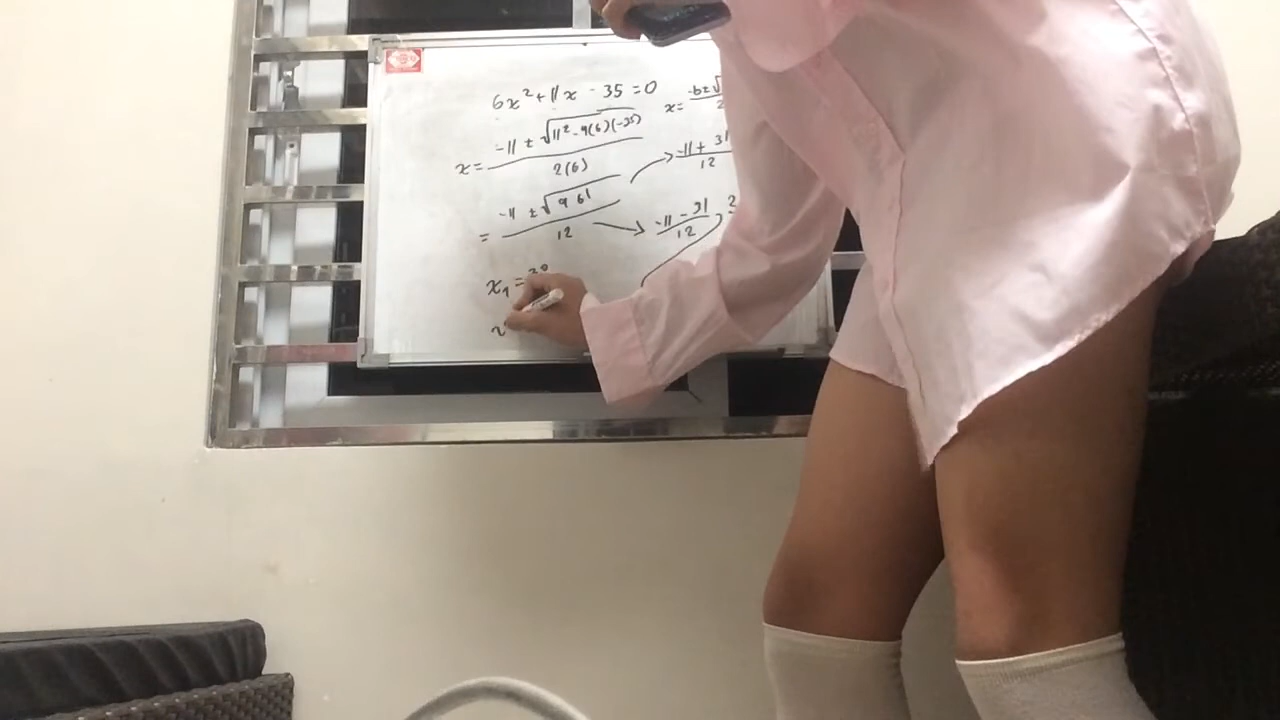 6x² + 11x - 35 = 0
x = -b ± √
x = -11 ± √11² - 4(6)(-35) / 2(6)
-11 + 31 / 12
= -11 ± √961 / 12
-11 - 31 / 12
x₁ =